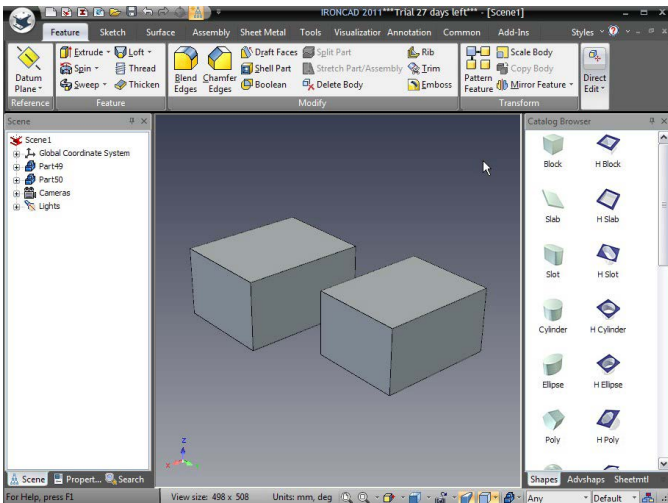 IRONCAD 2011***Trial 27 days left*** - [Scene1]
Feature Sketch Surface Assembly Sheet Metal Tools Visualization Annotation Common Add-Ins Styles
Extrude Loft Draft Faces Split Part Rib Scale Body
Spin Thread Shell Part Stretch Part/Assembly Trim Copy Body
Sweep Thicken Boolean Delete Body Emboss Mirror Feature
Datum Plane Blend Edges Chamfer Edges Pattern Feature Direct Edit
Reference Feature Modify Transform
Scene Catalog Browser
Scene1
Global Coordinate System
Part49
Part50
Cameras
Lights
Block H Block
Slab H Slab
Slot H Slot
Cylinder H Cylinder
Ellipse H Ellipse
Poly H Poly
z
Scene Propert... Search Shapes Advshaps Sheetmtl
For Help, press F1 View size: 498 x 508 Units: mm, deg Any Default